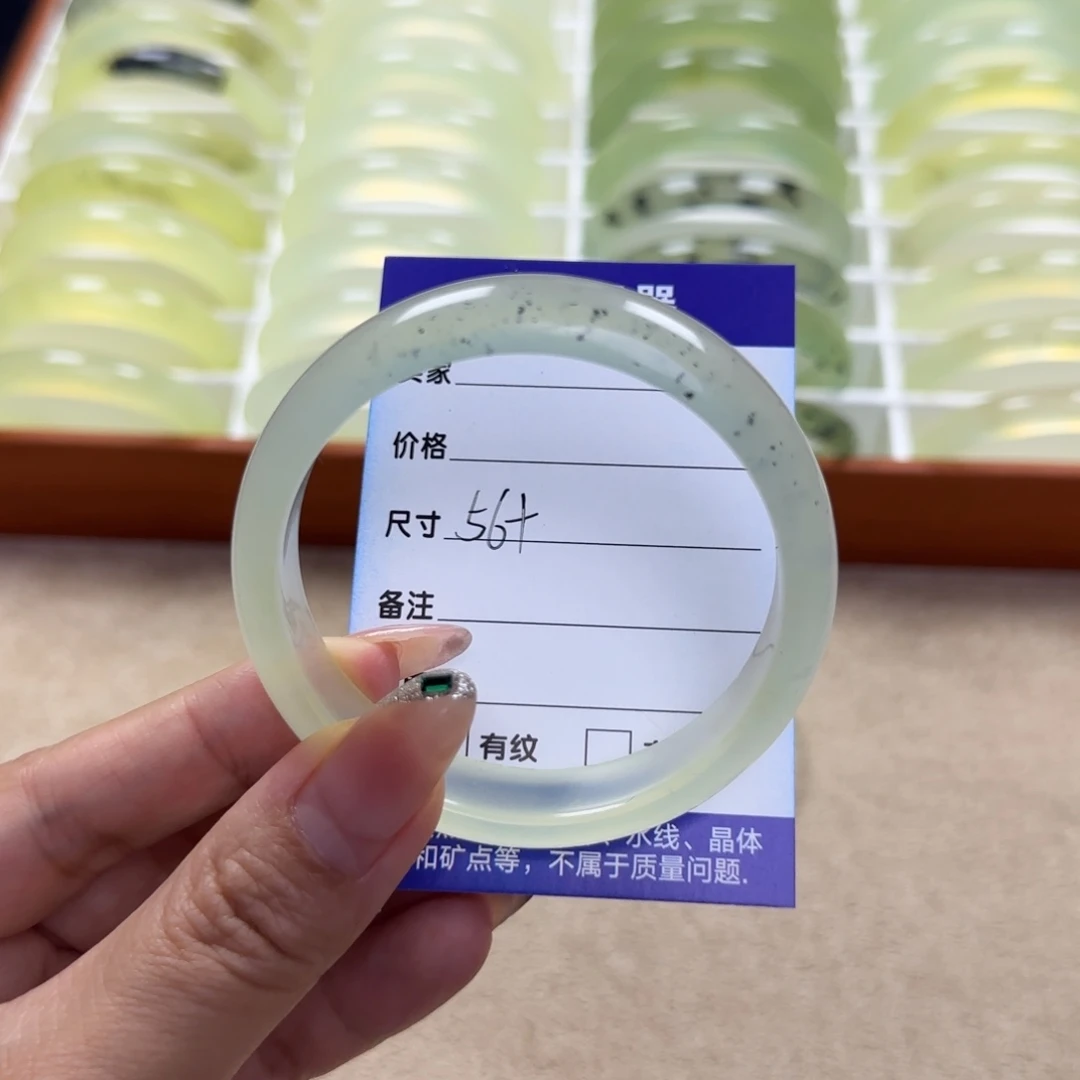 器
家
价格
尺寸 56+
备注
有纹
水线、晶体
和矿点等，不属于质量问题.